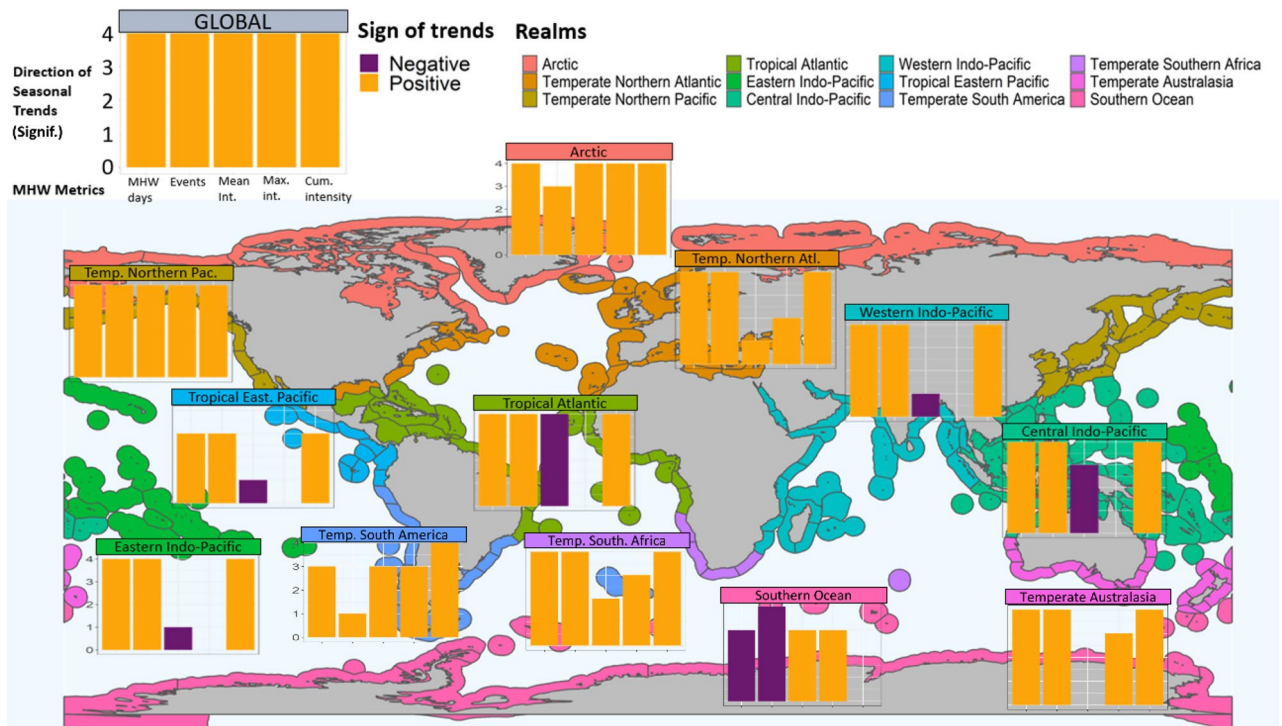 GLOBAL
Direction of
Seasonal
Trends
(Signif.)
4
3
2
1
0
MHW Metrics
MHW
days
Events
Mean
Int.
Max.
int.
Cum.
intensity
Sign of trends
Negative
Positive
Realms
Arctic
Temperate Northern Atlantic
Temperate Northern Pacific
Tropical Atlantic
Eastern Indo-Pacific
Central Indo-Pacific
Western Indo-Pacific
Tropical Eastern Pacific
Temperate South America
Temperate Southern Africa
Temperate Australasia
Southern Ocean
Arctic
4
3
2
1
0
Temp. Northern Pac.
Temp. Northern Atl.
Western Indo-Pacific
Tropical East. Pacific
Tropical Atlantic
Central Indo-Pacific
Eastern Indo-Pacific
4
3
2
1
0
Temp. South America
3
2
1
0
Temp. South. Africa
Southern Ocean
Temperate Australasia